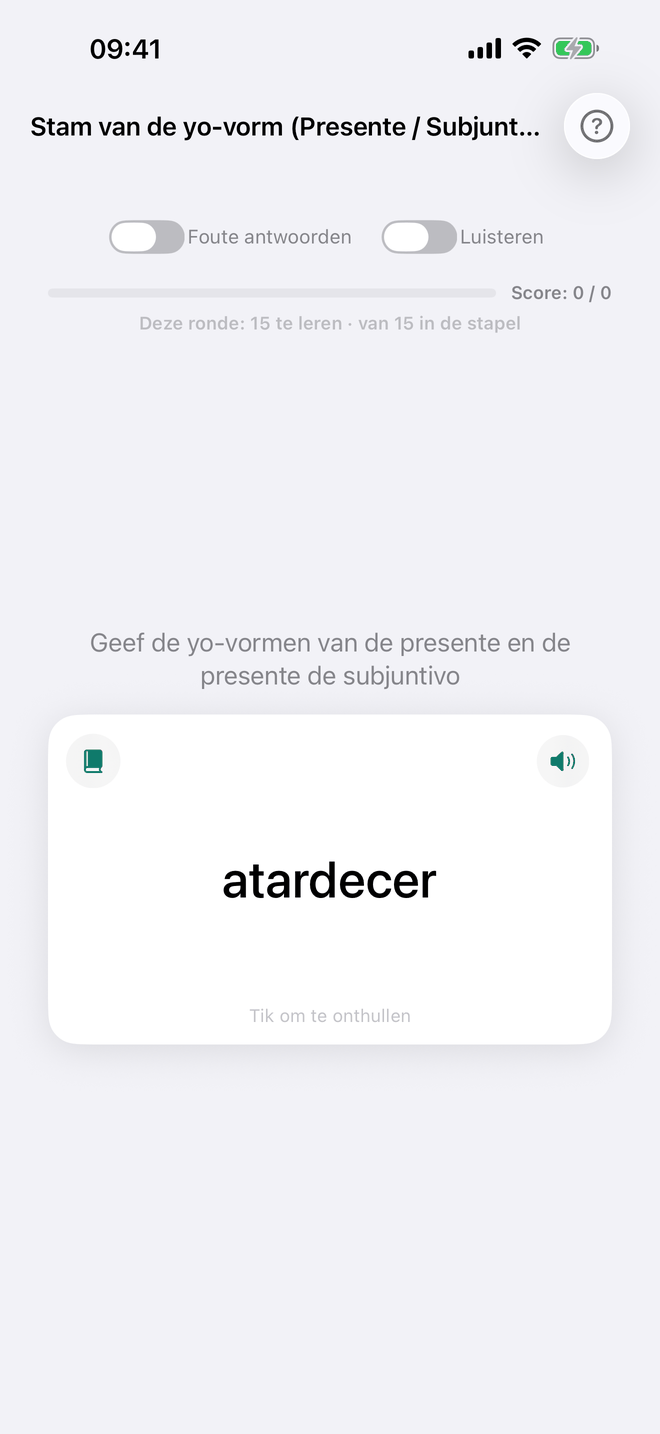 09:41
Stam van de yo-vorm (Presente / Subjunt...
Foute antwoorden
Luisteren
Score: 0 / 0
Deze ronde: 15 te leren · van 15 in de stapel
Geef de yo-vormen van de presente en de
presente de subjuntivo
atardecer
Tik om te onthullen